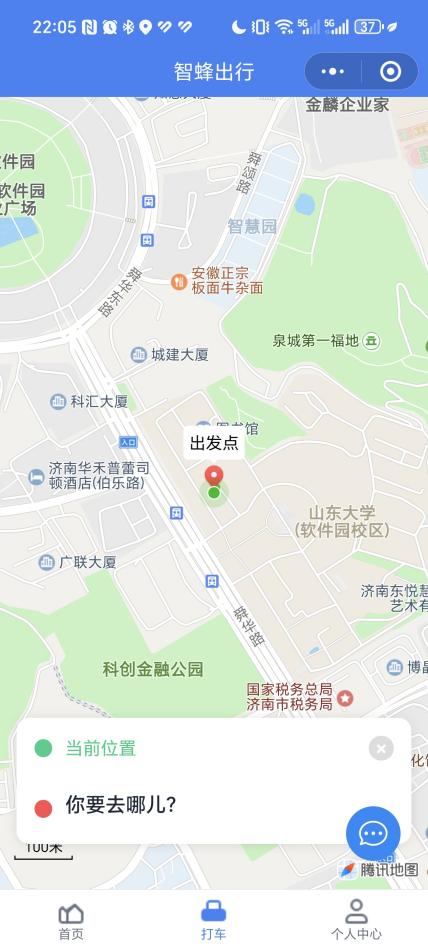 22:05
5G
5G
37
智蜂出行
金麟企业家
舜颂路
件园
软件园
业广场
智慧园
安徽正宗
板面牛杂面
舜华东路
泉城第一福地
城建大厦
科汇大厦
图书馆
入口
出发点
济南华禾普蕾司
顿酒店(伯乐路)
山东大学
(软件园校区)
广联大厦
济南东悦慧
艺术有
舜华路
科创金融公园
博晶
国家税务总局
济南市税务局
当前位置
化
你要去哪儿?
100米
腾讯地图
首页
打车
个人中心